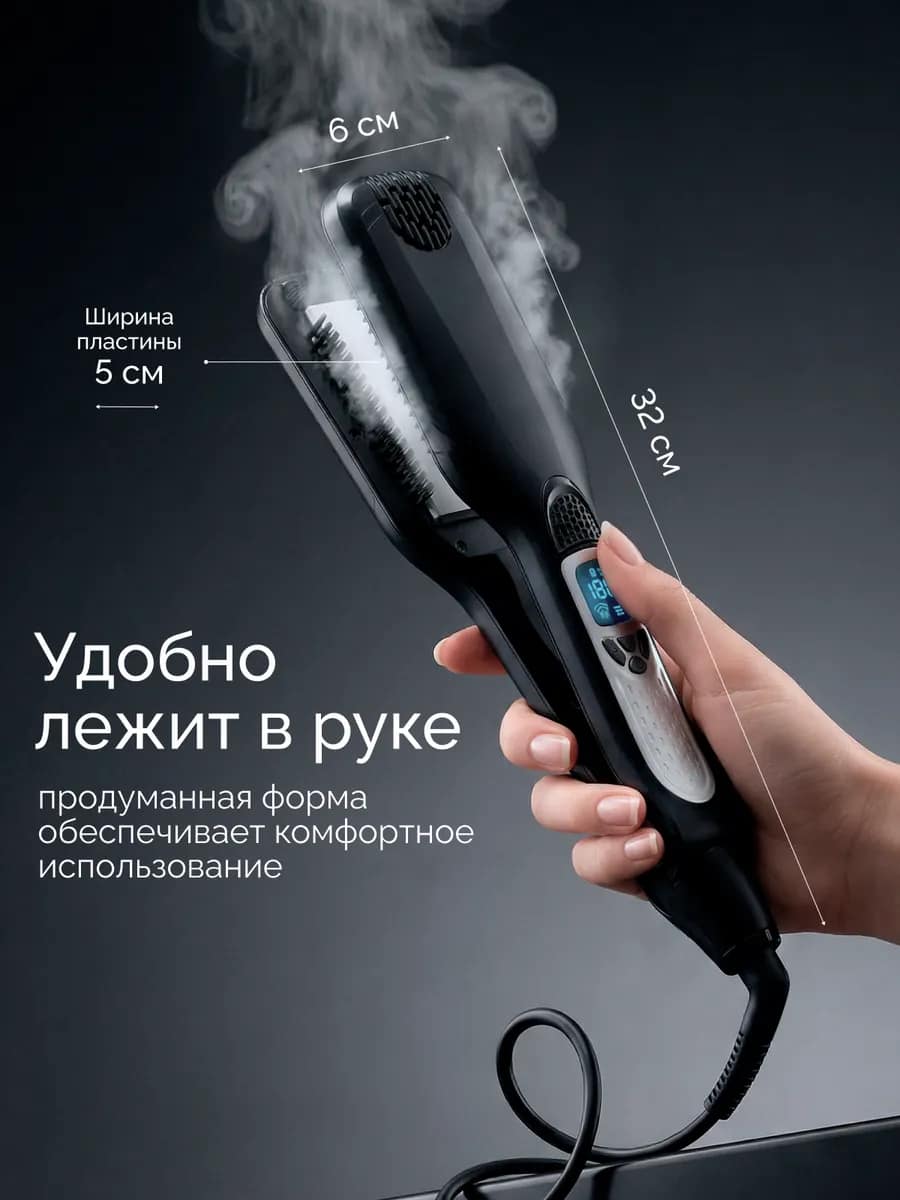 6 см
32 см
Ширина
пластины
5 см
Удобно
лежит в руке
продуманная форма
обеспечивает комфортное
использование